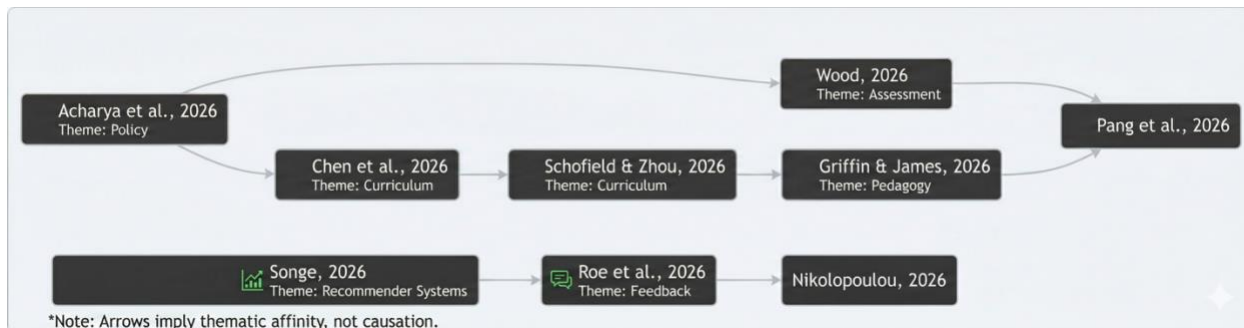 Wood, 2026
Theme: Assessment
Acharya et al., 2026
Theme: Policy
Pang et al., 2026
Chen et al., 2026
Theme: Curriculum
Schofield & Zhou, 2026
Theme: Curriculum
Griffin & James, 2026
Theme: Pedagogy
Songe, 2026
Theme: Recommender Systems
Roe et al., 2026
Theme: Feedback
Nikolopoulou, 2026
*Note: Arrows imply thematic affinity, not causation.